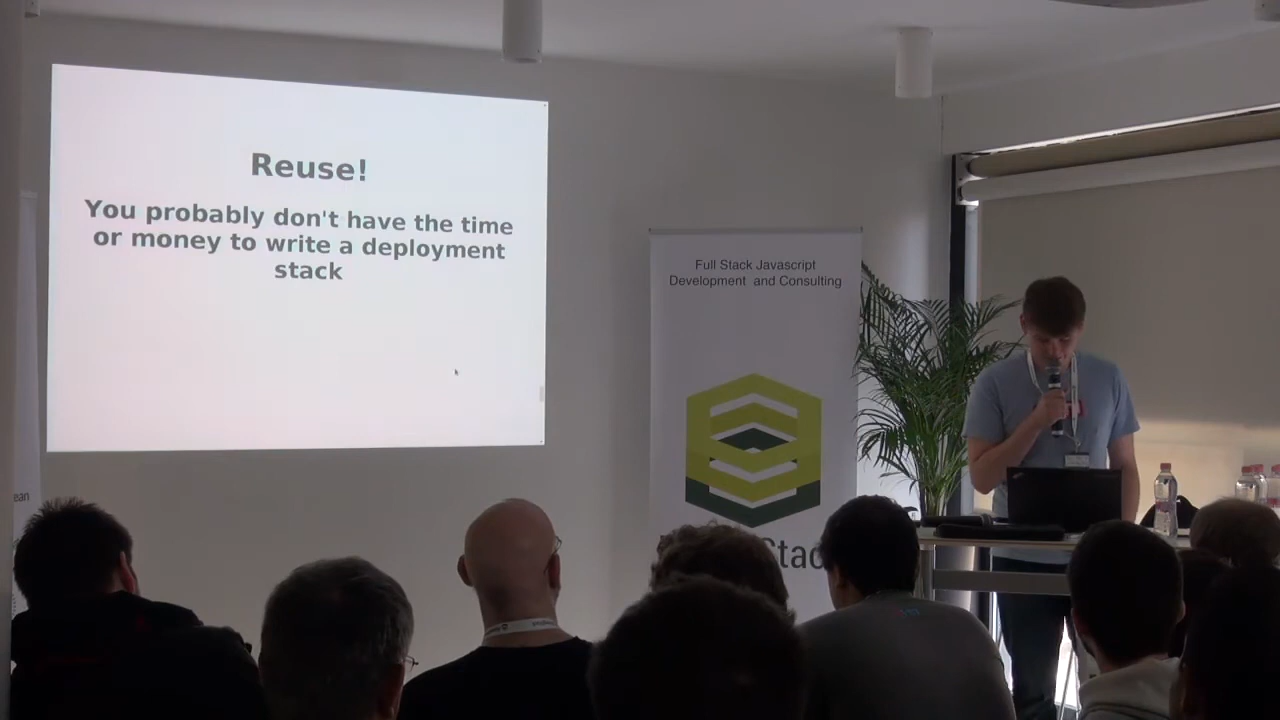 Reuse!
You probably don't have the time
or money to write a deployment
stack
Full Stack Javascript
Development and Consulting
ean